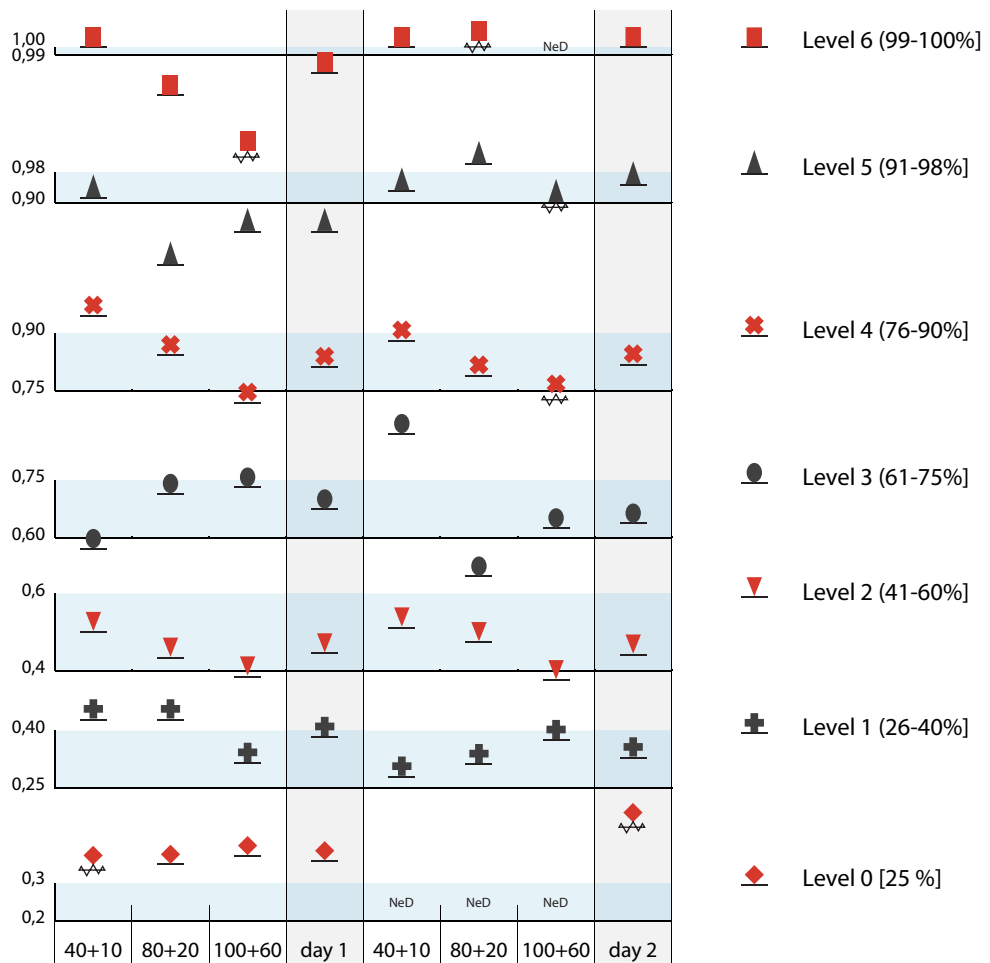 1,00
NeD
Level 6 (99-100%]
0,99
0,98
Level 5 (91-98%]
0,90
0,90
Level 4 (76-90%]
0,75
0,75
Level 3 (61-75%]
0,60
0,6
Level 2 (41-60%]
0,4
0,40
Level 1 (26-40%]
0,25
0,3
Level 0 [25 %]
NeD NeD NeD
0,2
40+10 80+20 100+60 day 1 40+10 80+20 100+60 day 2